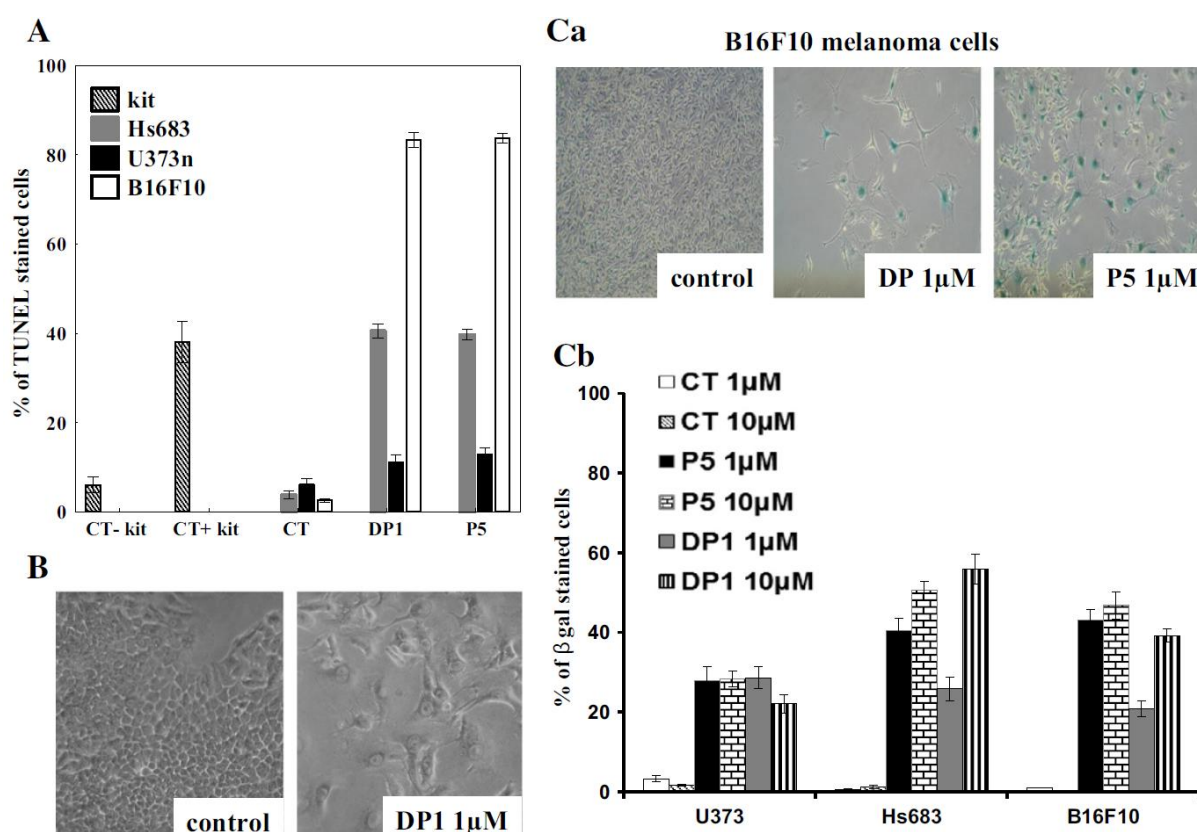 A
% of TUNEL stained cells
100
80
60
40
20
0
kit
Hs683
U373n
B16F10
CT- kit CT+ kit CT DP1 P5
B
control
DP1 1µM
Ca
B16F10 melanoma cells
control
DP 1µM
P5 1µM
Cb
% of β gal stained cells
100
80
60
40
20
0
CT 1µM
CT 10µM
P5 1µM
P5 10µM
DP1 1µM
DP1 10µM
U373 Hs683 B16F10